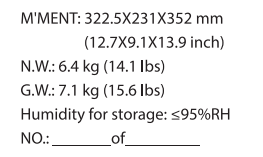 M'MENT: 322.5X231X352 mm
(12.7X9.1X13.9 inch)
N.W.: 6.4 kg (14.1 lbs)
G.W.: 7.1 kg (15.6 lbs)
Humidity for storage: ≤95%RH
NO.:______of________